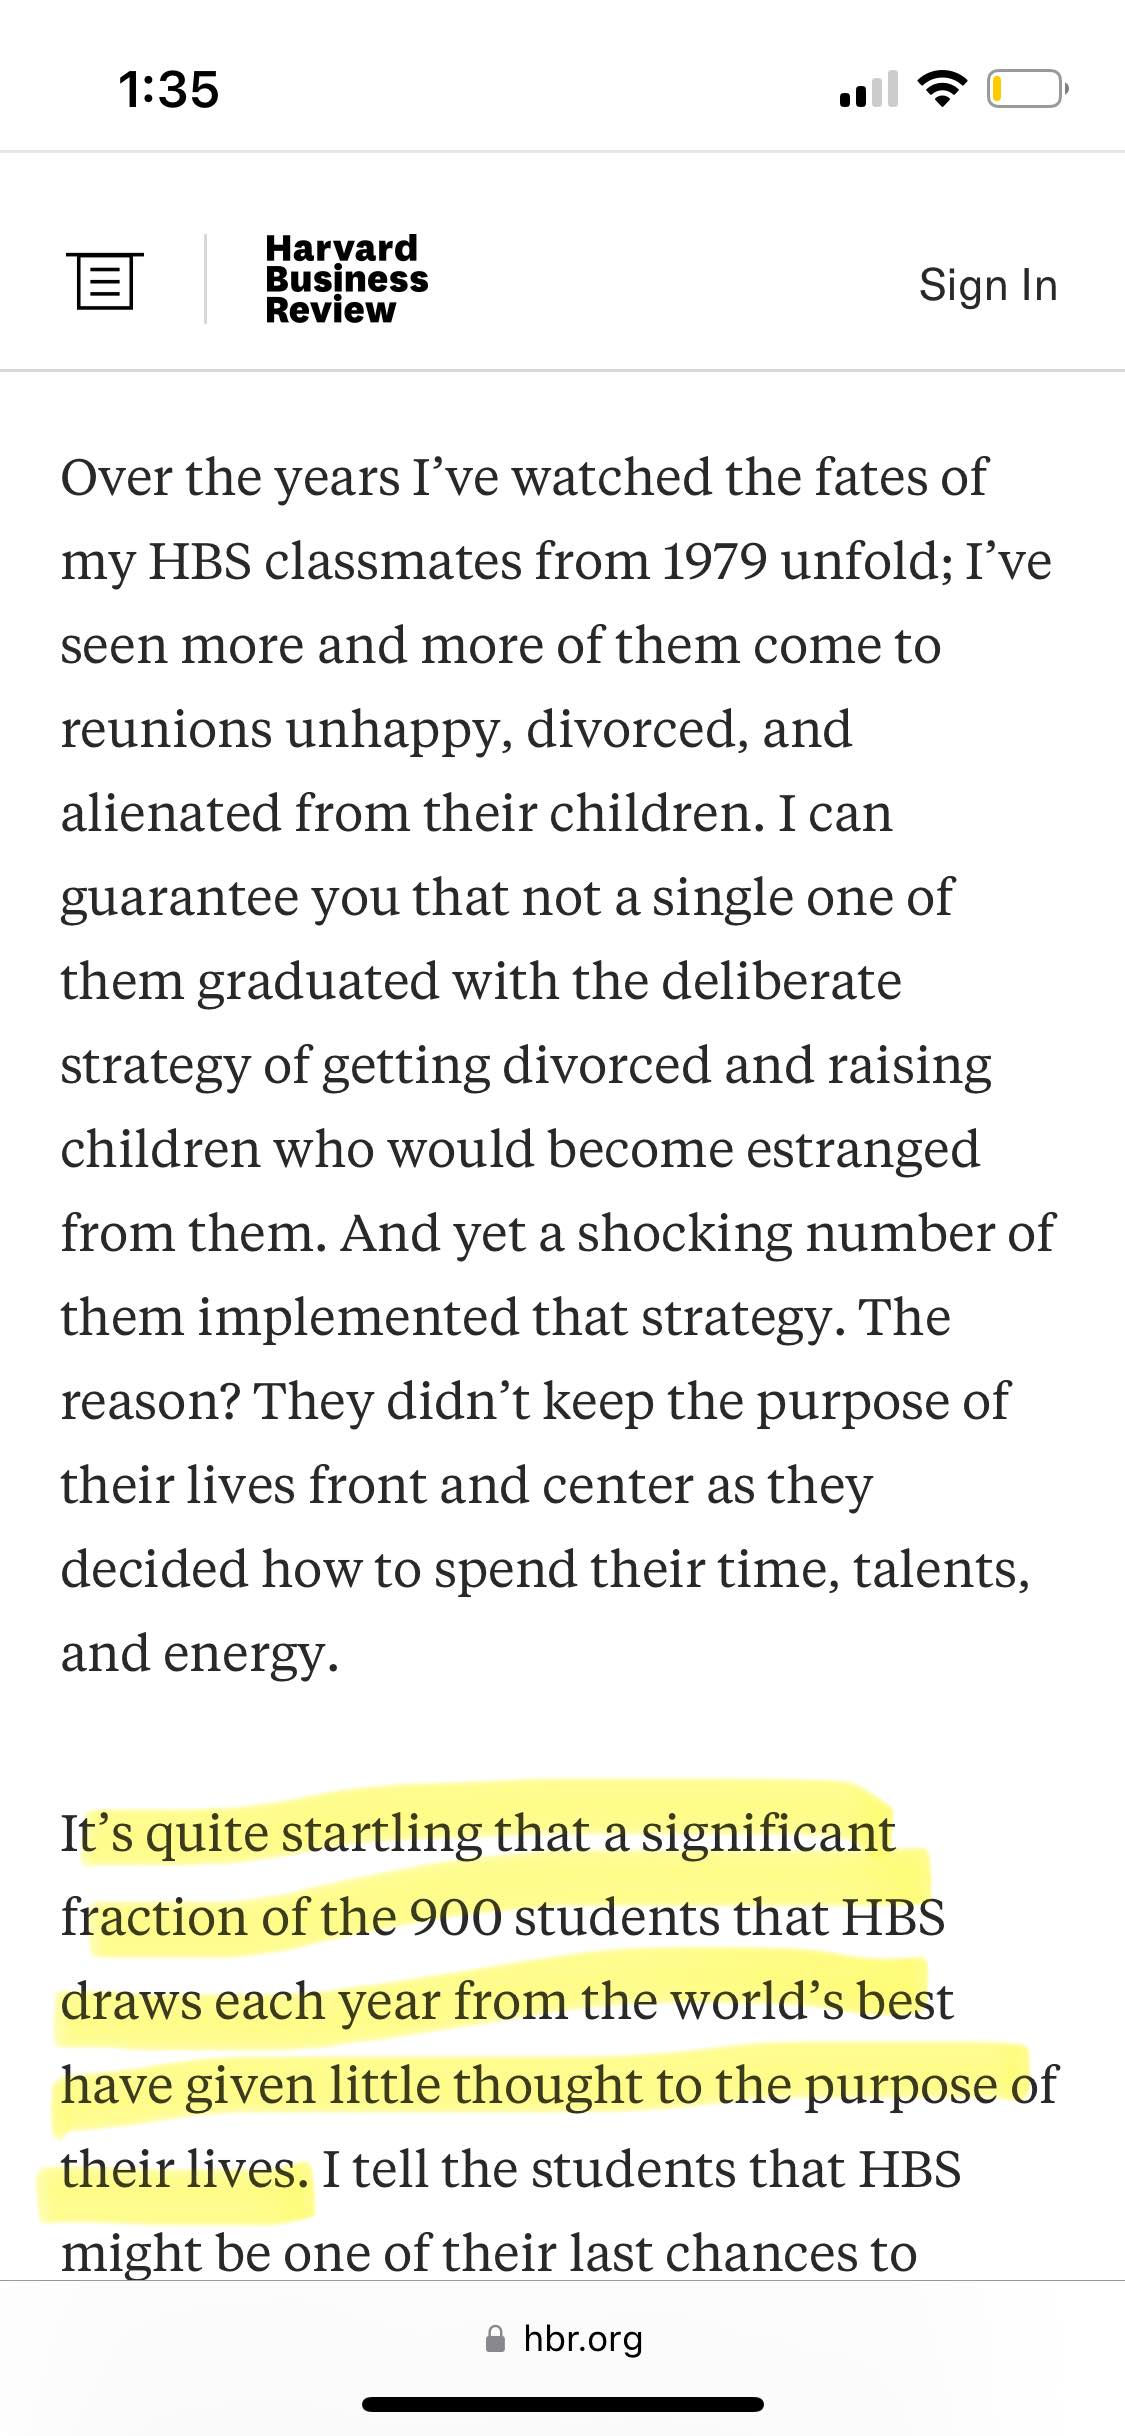 1:35
Harvard
Business
Review
Sign In
Over the years I’ve watched the fates of
my HBS classmates from 1979 unfold; I’ve
seen more and more of them come to
reunions unhappy, divorced, and
alienated from their children. I can
guarantee you that not a single one of
them graduated with the deliberate
strategy of getting divorced and raising
children who would become estranged
from them. And yet a shocking number of
them implemented that strategy. The
reason? They didn’t keep the purpose of
their lives front and center as they
decided how to spend their time, talents,
and energy.
It’s quite startling that a significant
fraction of the 900 students that HBS
draws each year from the world’s best
have given little thought to the purpose of
their lives. I tell the students that HBS
might be one of their last chances to
hbr.org